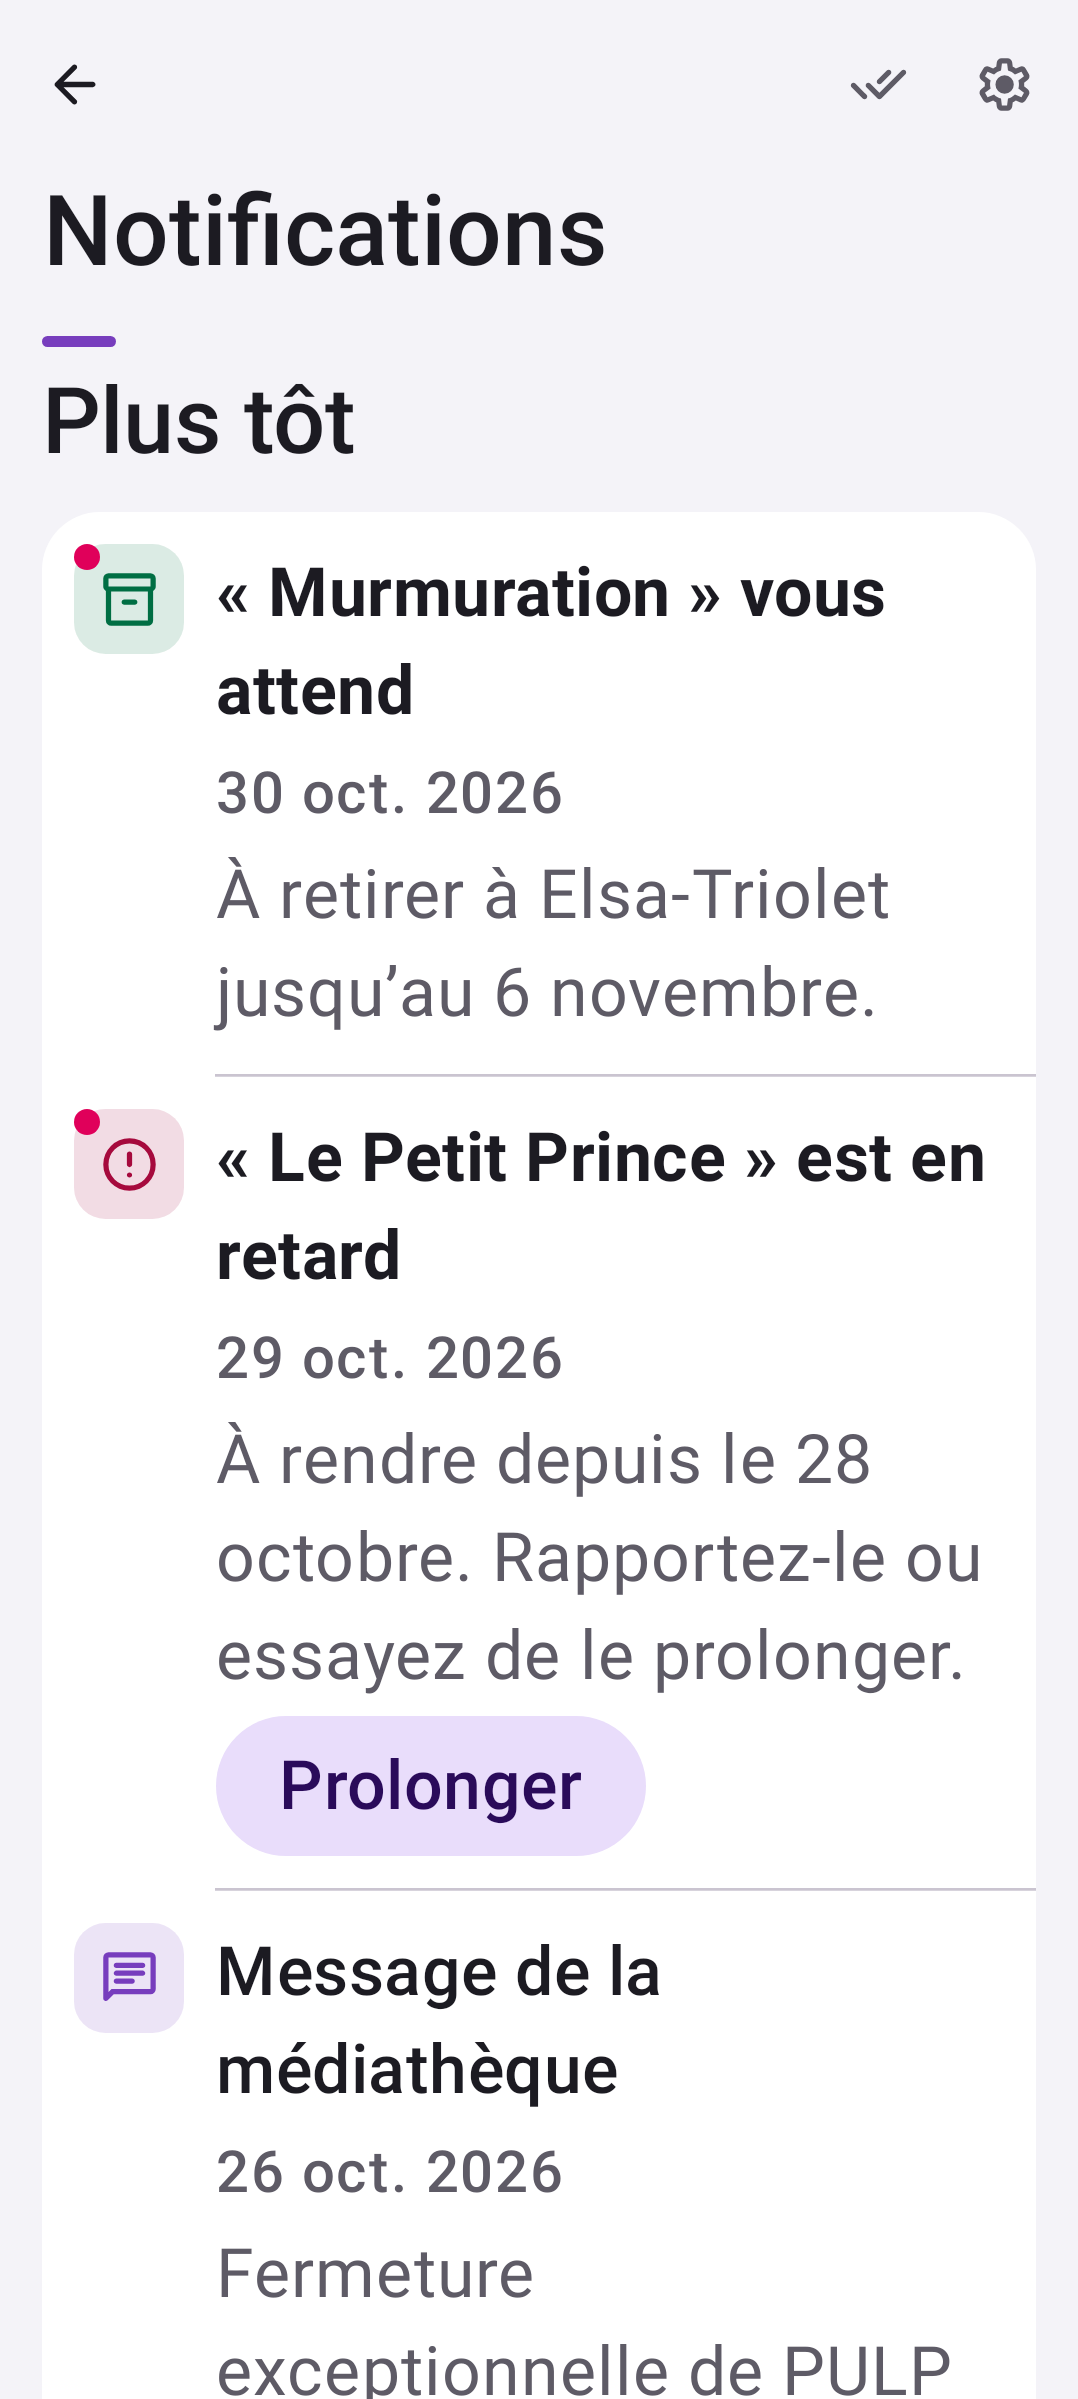 Notifications
Plus tôt
« Murmuration » vous
attend
30 oct. 2026
À retirer à Elsa-Triolet
jusqu’au 6 novembre.
« Le Petit Prince » est en
retard
29 oct. 2026
À rendre depuis le 28
octobre. Rapportez-le ou
essayez de le prolonger.
Prolonger
Message de la
médiathèque
26 oct. 2026
Fermeture
exceptionnelle de PULP